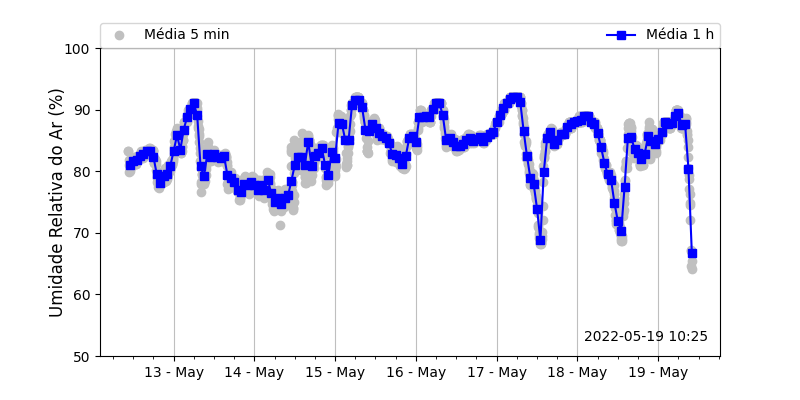 Média 5 min
Média 1 h
Umidade Relativa do Ar (%)
100
90
80
70
60
50
2022-05-19 10:25
13 - May
14 - May
15 - May
16 - May
17 - May
18 - May
19 - May